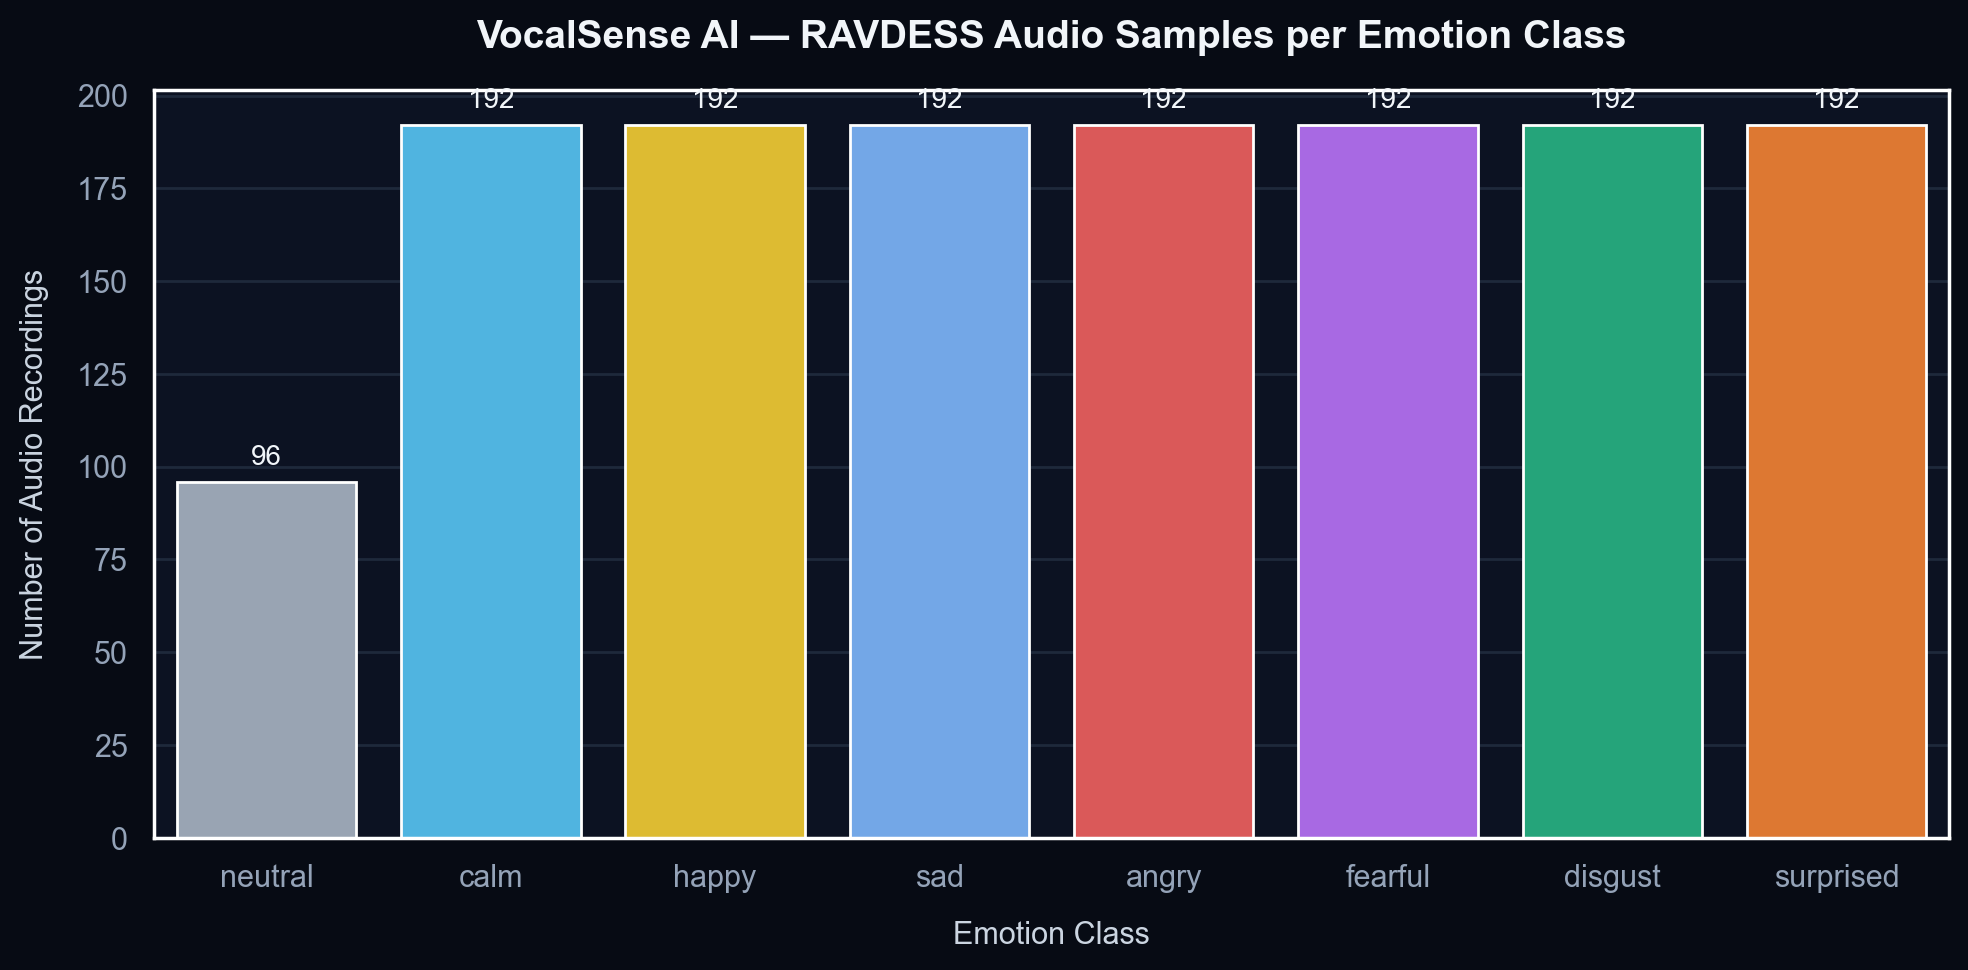 VocalSense AI — RAVDESS Audio Samples per Emotion Class
Number of Audio Recordings
200
175
150
125
100
75
50
25
0
96
192
192
192
192
192
192
192
neutral
calm
happy
sad
angry
fearful
disgust
surprised
Emotion Class